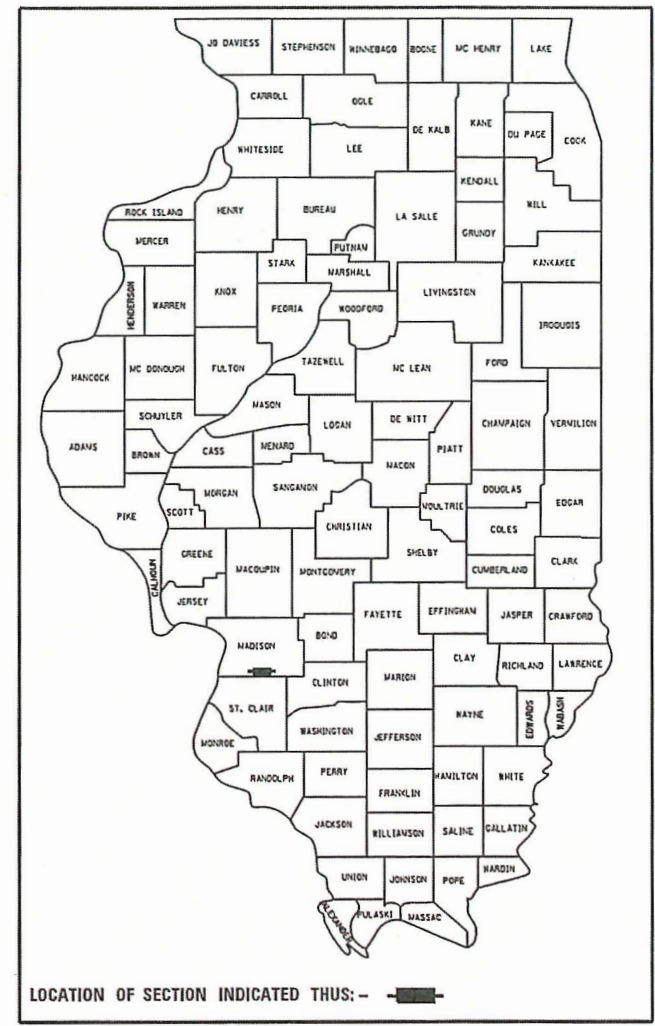 JO DAVIESS STEPHENSON WINNEBAGO BOONE MC HENRY LAKE
CARROLL OGLE
DE KALB KANE DU PAGE COOK
WHITESIDE LEE
KENDALL
ROCK ISLAND HENRY BUREAU LA SALLE WILL
MERCER PUTNAM GRUNDY
STARK MARSHALL KANKAKEE
HENDERSON WARREN KNOX PEORIA WOODFORD LIVINGSTON IROQUOIS
HANCOCK MC DONOUGH FULTON TAZEWELL MC LEAN FORD
SCHUYLER MASON LOGAN DE WITT CHAMPAIGN VERMILION
ADAMS BROWN CASS MENARD MACON PIATT
PIKE SCOTT MORGAN SANGAMON MOULTRIE DOUGLAS EDGAR
CHRISTIAN COLES
CALHOUN GREENE MACOUPIN MONTGOMERY SHELBY CUMBERLAND CLARK
JERSEY FAYETTE EFFINGHAM JASPER CRAWFORD
MADISON BOND CLAY RICHLAND LAWRENCE
CLINTON MARION
ST. CLAIR WAYNE EDWARDS WABASH
MONROE WASHINGTON JEFFERSON
RANDOLPH PERRY HAMILTON WHITE
FRANKLIN
JACKSON WILLIAMSON SALINE GALLATIN
UNION JOHNSON POPE HARDIN
ALEXANDER PULASKI MASSAC
LOCATION OF SECTION INDICATED THUS: –